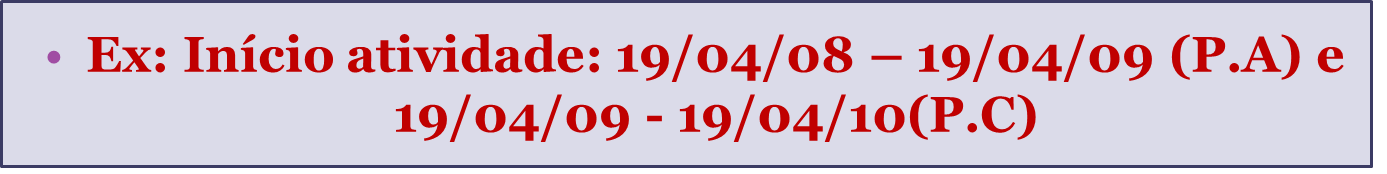 • Ex: Início atividade: 19/04/08 – 19/04/09 (P.A) e
19/04/09 - 19/04/10(P.C)